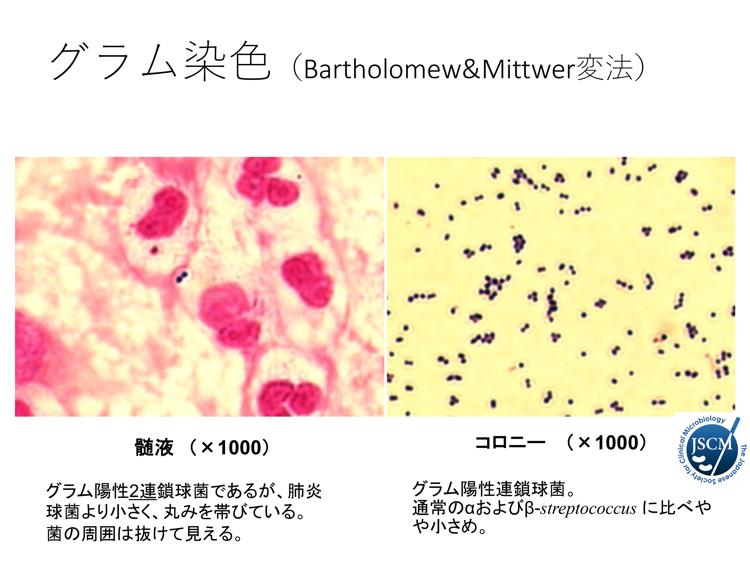 グラム染色（Bartholomew&Mittwer変法）
髄液 （×1000）
コロニー （×1000）
The Japanese Society for Clinical Microbiology
JSCM
グラム陽性2連鎖球菌であるが、肺炎
球菌より小さく、丸みを帯びている。
菌の周囲は抜けて見える。
グラム陽性連鎖球菌。
通常のαおよびβ-streptococcus に比べや
や小さめ。